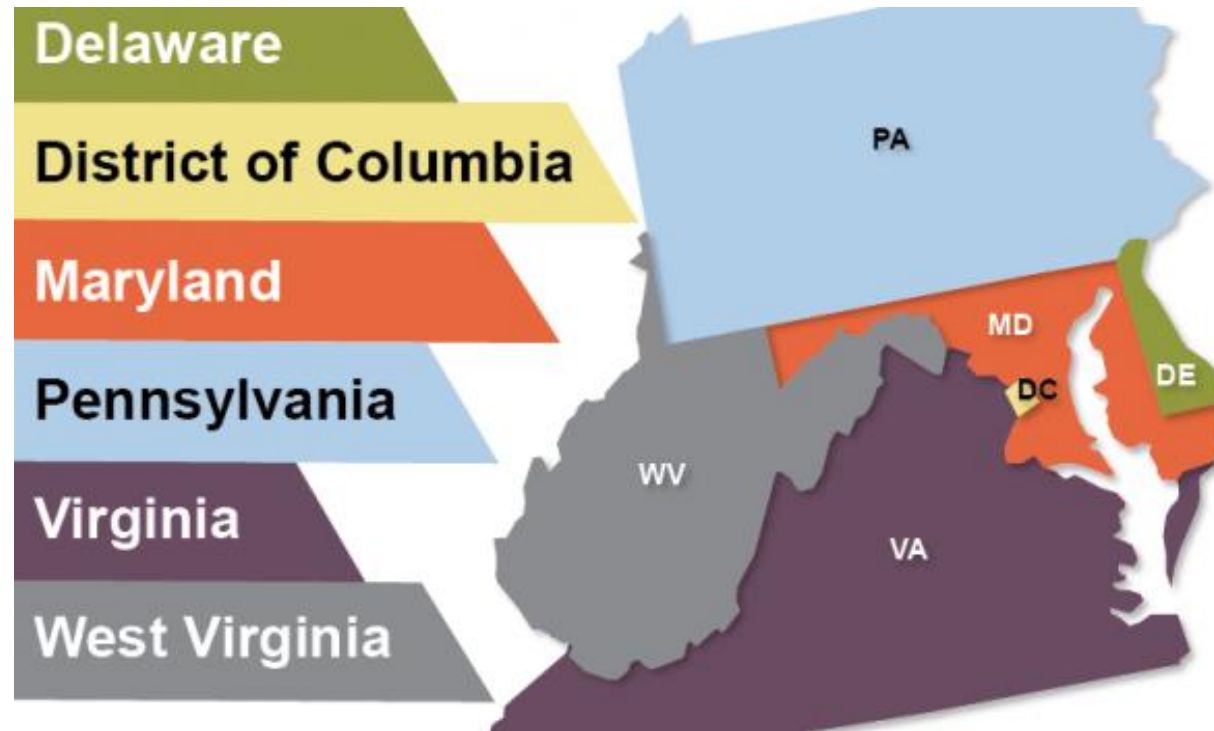 Delaware
District of Columbia
Maryland
Pennsylvania
Virginia
West Virginia
PA
MD
DC
DE
WV
VA